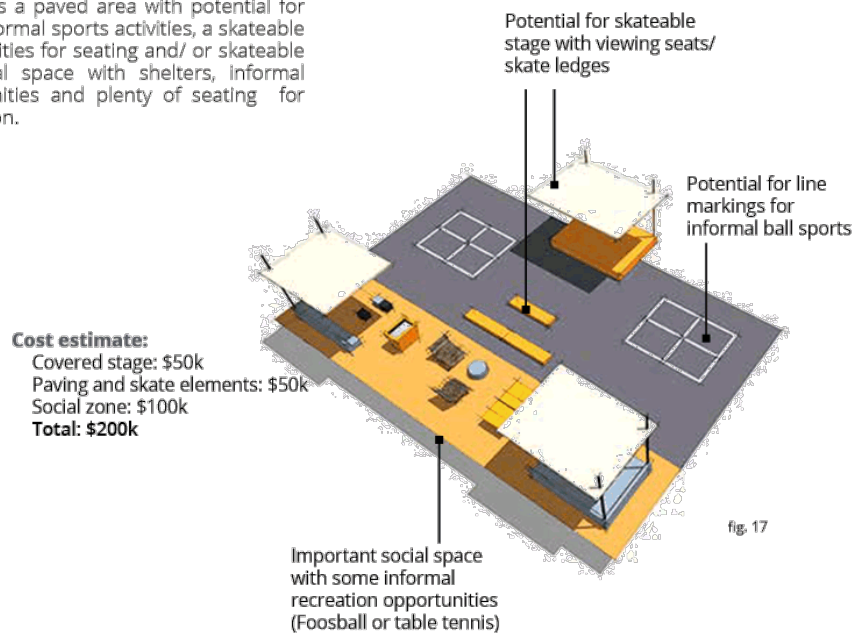 s a paved area with potential for
ormal sports activities, a skateable
ities for seating and/ or skateable
al space with shelters, informal
nities and plenty of seating for
on.
Potential for skateable
stage with viewing seats/
skate ledges
Potential for line
markings for
informal ball sports
Cost estimate:
Covered stage: $50k
Paving and skate elements: $50k
Social zone: $100k
Total: $200k
fig. 17
Important social space
with some informal
recreation opportunities
(Foosball or table tennis)